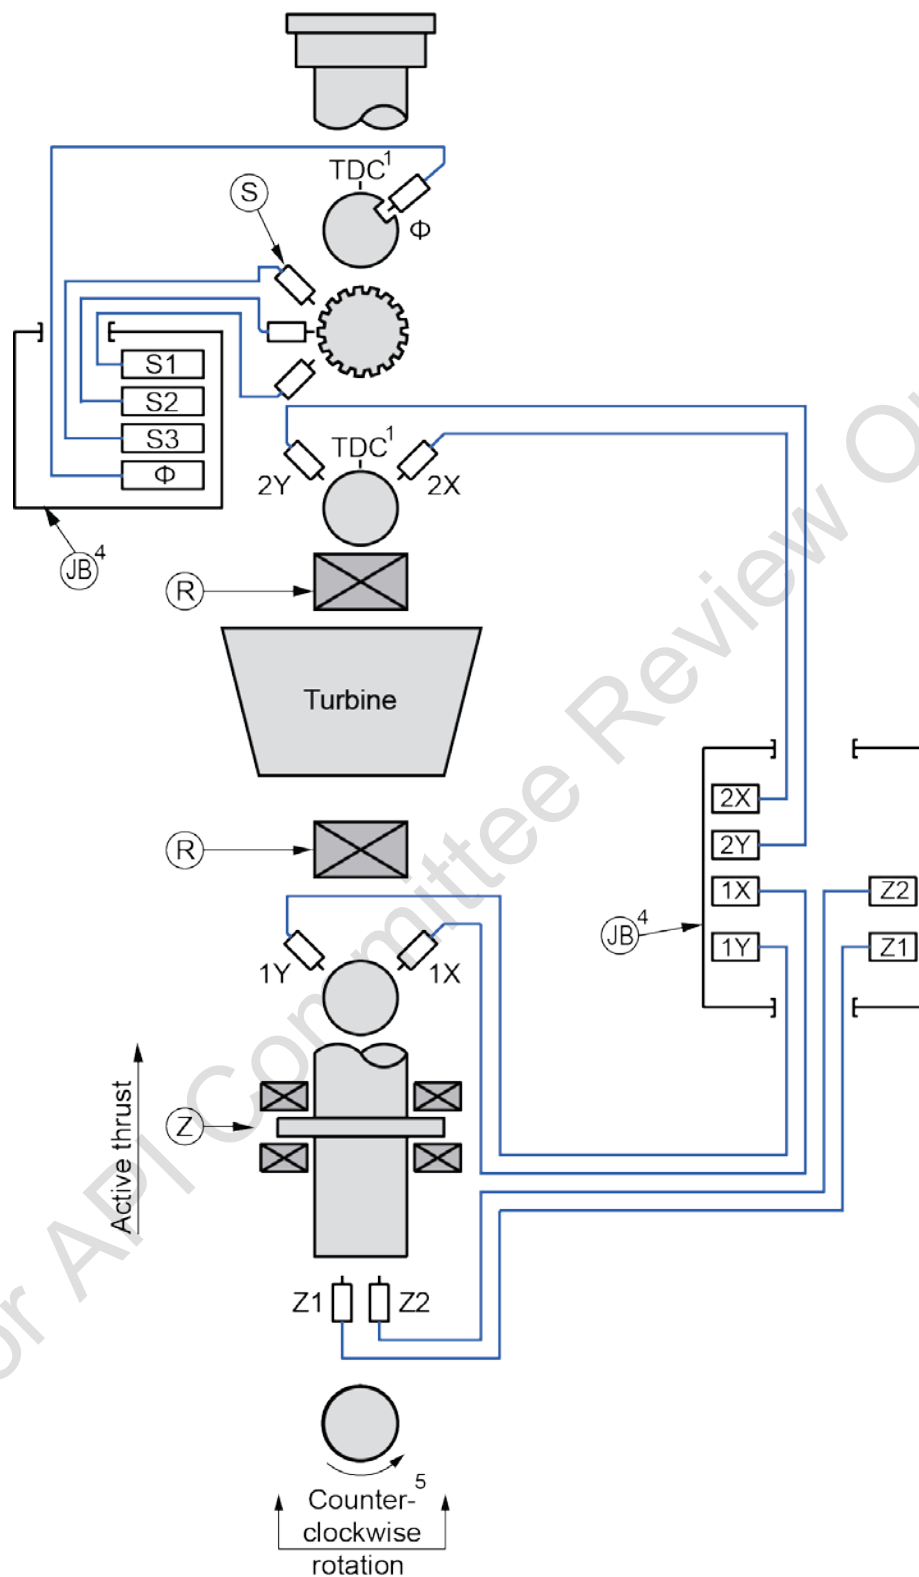 TDC1
S
Φ
S1
S2
S3
Φ
TDC1
2Y
2X
JB4
R
Turbine
2X
2Y
R
1X
Z2
JB4
1Y
Z1
1Y
1X
Active thrust
Z
Z1
Z2
Counter-5
clockwise
rotation
or API Committee Review O